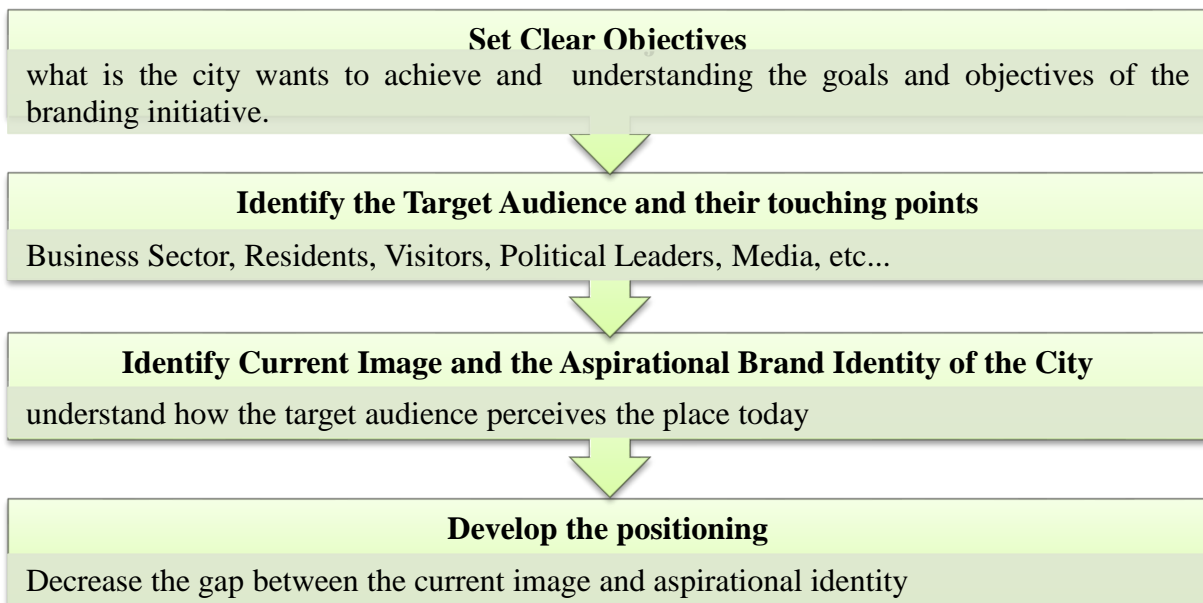 Set Clear Objectives
what is the city wants to achieve and understanding the goals and objectives of the
branding initiative.
Identify the Target Audience and their touching points
Business Sector, Residents, Visitors, Political Leaders, Media, etc...
Identify Current Image and the Aspirational Brand Identity of the City
understand how the target audience perceives the place today
Develop the positioning
Decrease the gap between the current image and aspirational identity